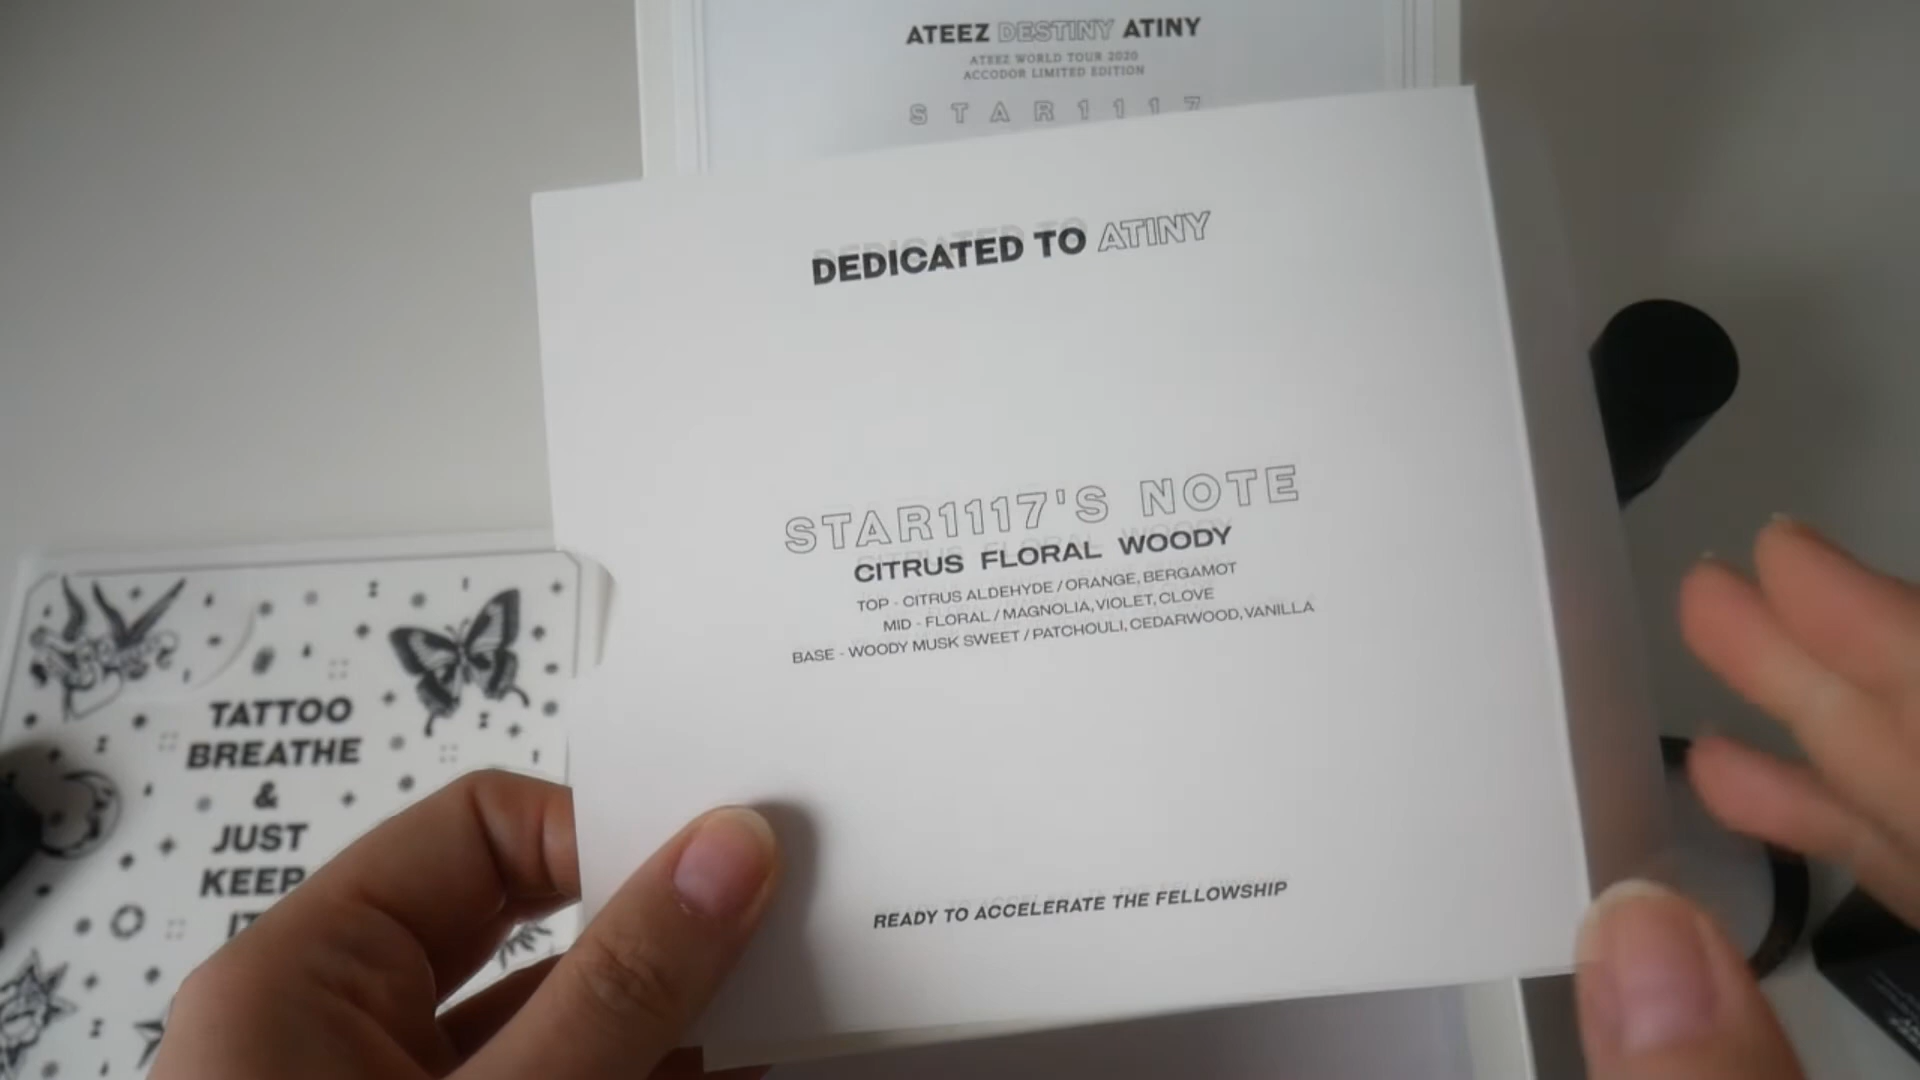 ATEEZ DESTINY ATINY
ATEEZ WORLD TOUR 2020
ACCODOR LIMITED EDITION
STAR1117
DEDICATED TO ATINY
STAR1117'S NOTE
CITRUS FLORAL WOODY
TOP - CITRUS ALDEHYDE / ORANGE, BERGAMOT
MID - FLORAL / MAGNOLIA, VIOLET, CLOVE
BASE - WOODY MUSK SWEET / PATCHOULI, CEDARWOOD, VANILLA
READY TO ACCELERATE THE FELLOWSHIP
TATTOO
BREATHE
&
JUST
KEEP